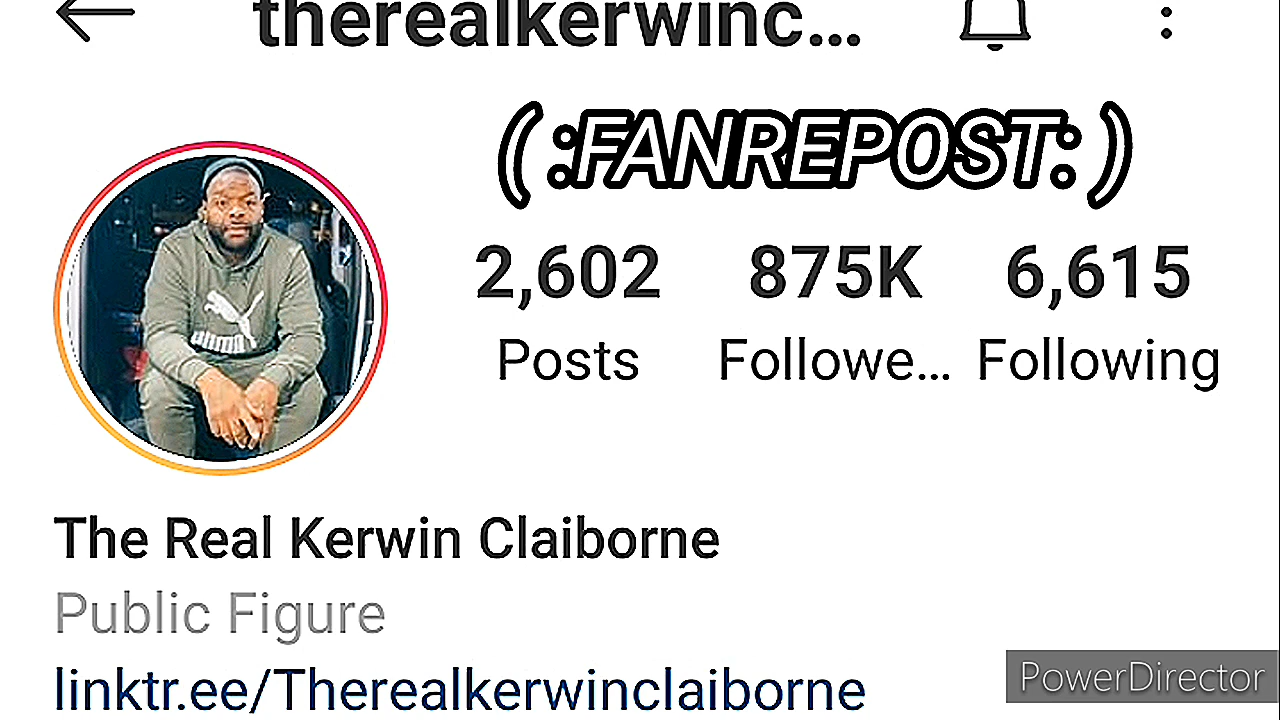 therealkerwinc...
(:FANREPOST:)
2,602 875K 6,615
Posts Followe... Following
The Real Kerwin Claiborne
Public Figure
linktr.ee/Therealkerwinclaiborne
PowerDirector
puma